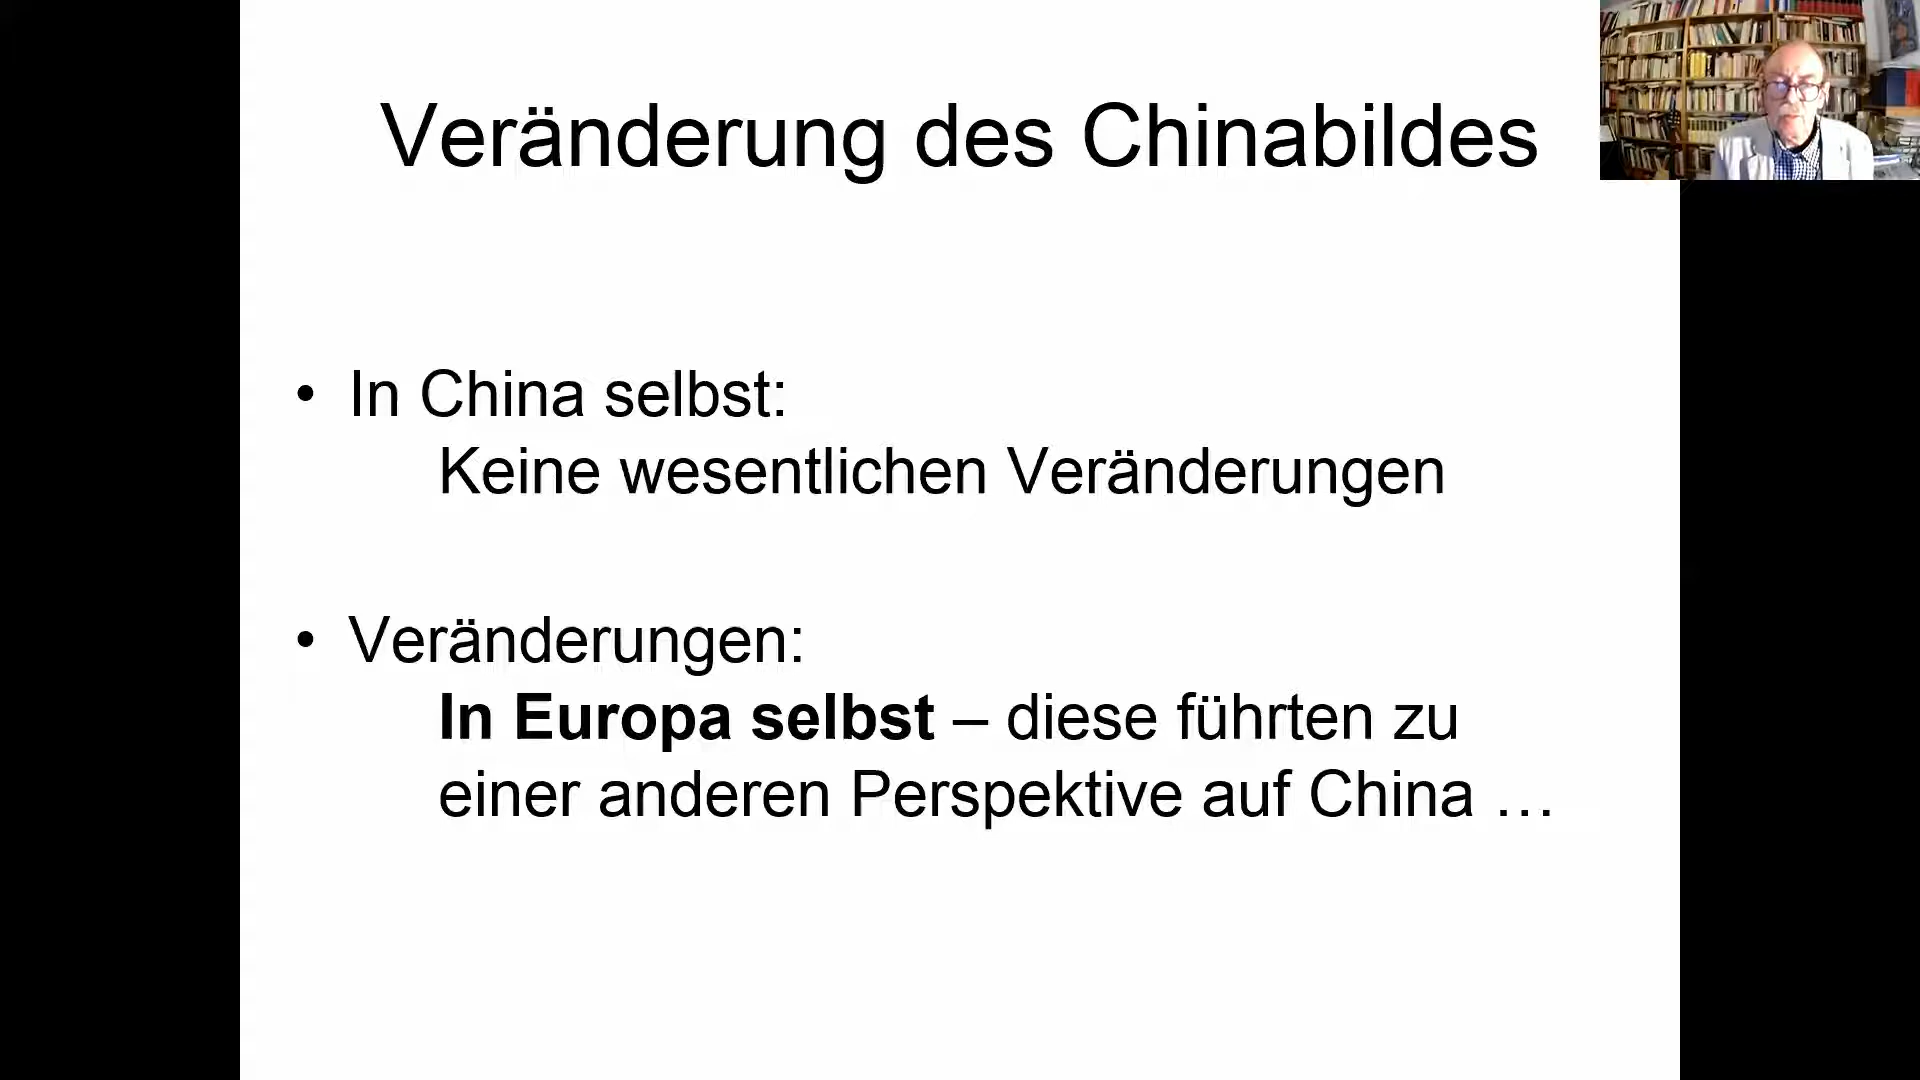 Veränderung des Chinabildes
• In China selbst:
Keine wesentlichen Veränderungen
• Veränderungen:
In Europa selbst – diese führten zu
einer anderen Perspektive auf China …